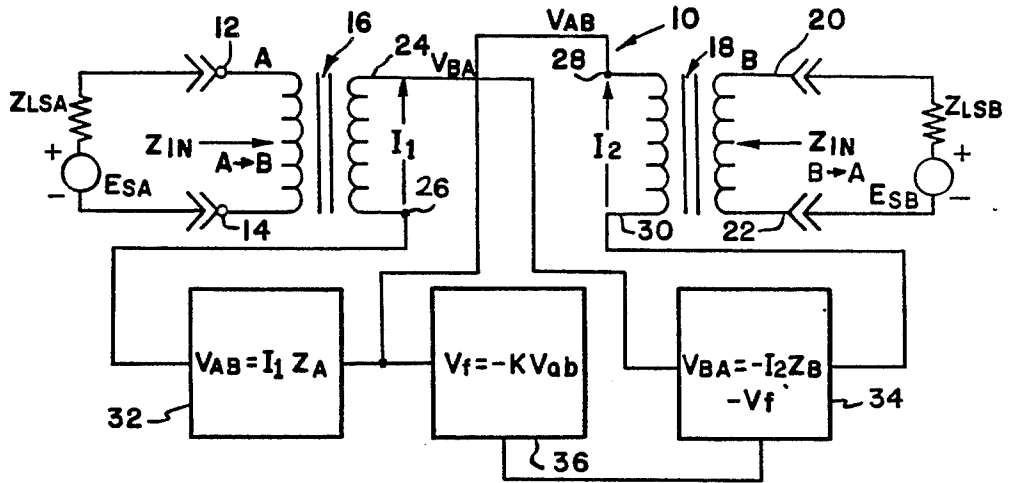 VAB
10
12
16
24
VBA
28
18
20
A
B
ZLSA
ZIN
A→B
I1
I2
ZIN
B→A
ZLSB
+
ESA
-
+
ESB
-
14
26
30
22
VAB=I1 ZA
Vf=-KVab
VBA=-I2ZB
-Vf
32
36
34